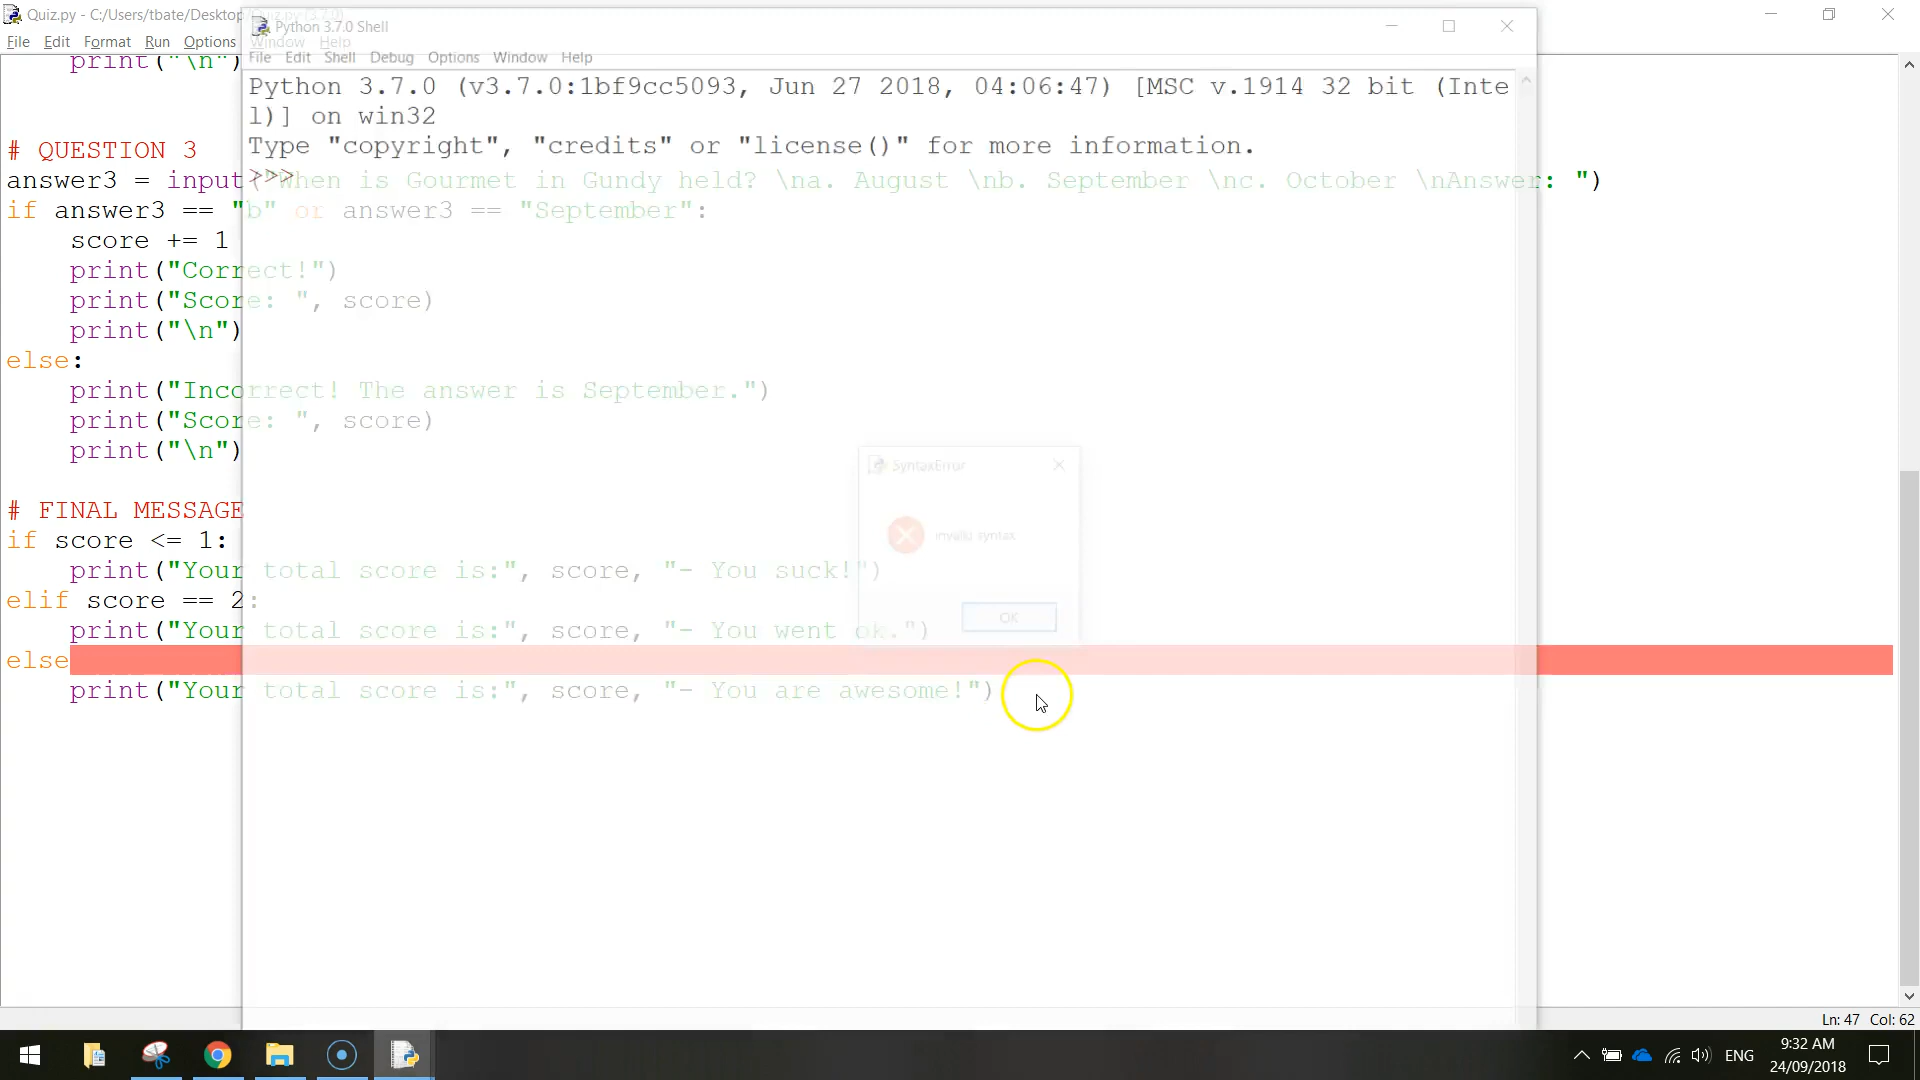 Quiz.py - C:/Users/tbate/Desktop/Quiz.py (3.7.0)
File Edit Format Run Options Window Help
Python 3.7.0 Shell
File Edit Shell Debug Options Window Help
Python 3.7.0 (v3.7.0:1bf9cc5093, Jun 27 2018, 04:06:47) [MSC v.1914 32 bit (Inte
l)] on win32
Type "copyright", "credits" or "license()" for more information.
>>>
print("\n")
# QUESTION 3
answer3 = input("When is Gourmet in Gundy held? \na. August \nb. September \nc. October \nAnswer: ")
if answer3 == "b" or answer3 == "September":
score += 1
print("Correct!")
print("Score: ", score)
print("\n")
else:
print("Incorrect! The answer is September.")
print("Score: ", score)
print("\n")
# FINAL MESSAGE
if score <= 1:
print("Your total score is:", score, "- You suck!")
elif score == 2:
print("Your total score is:", score, "- You went ok.")
else
print("Your total score is:", score, "- You are awesome!")
SyntaxError
invalid syntax
OK
Ln: 47 Col: 62
ENG
9:32 AM
24/09/2018